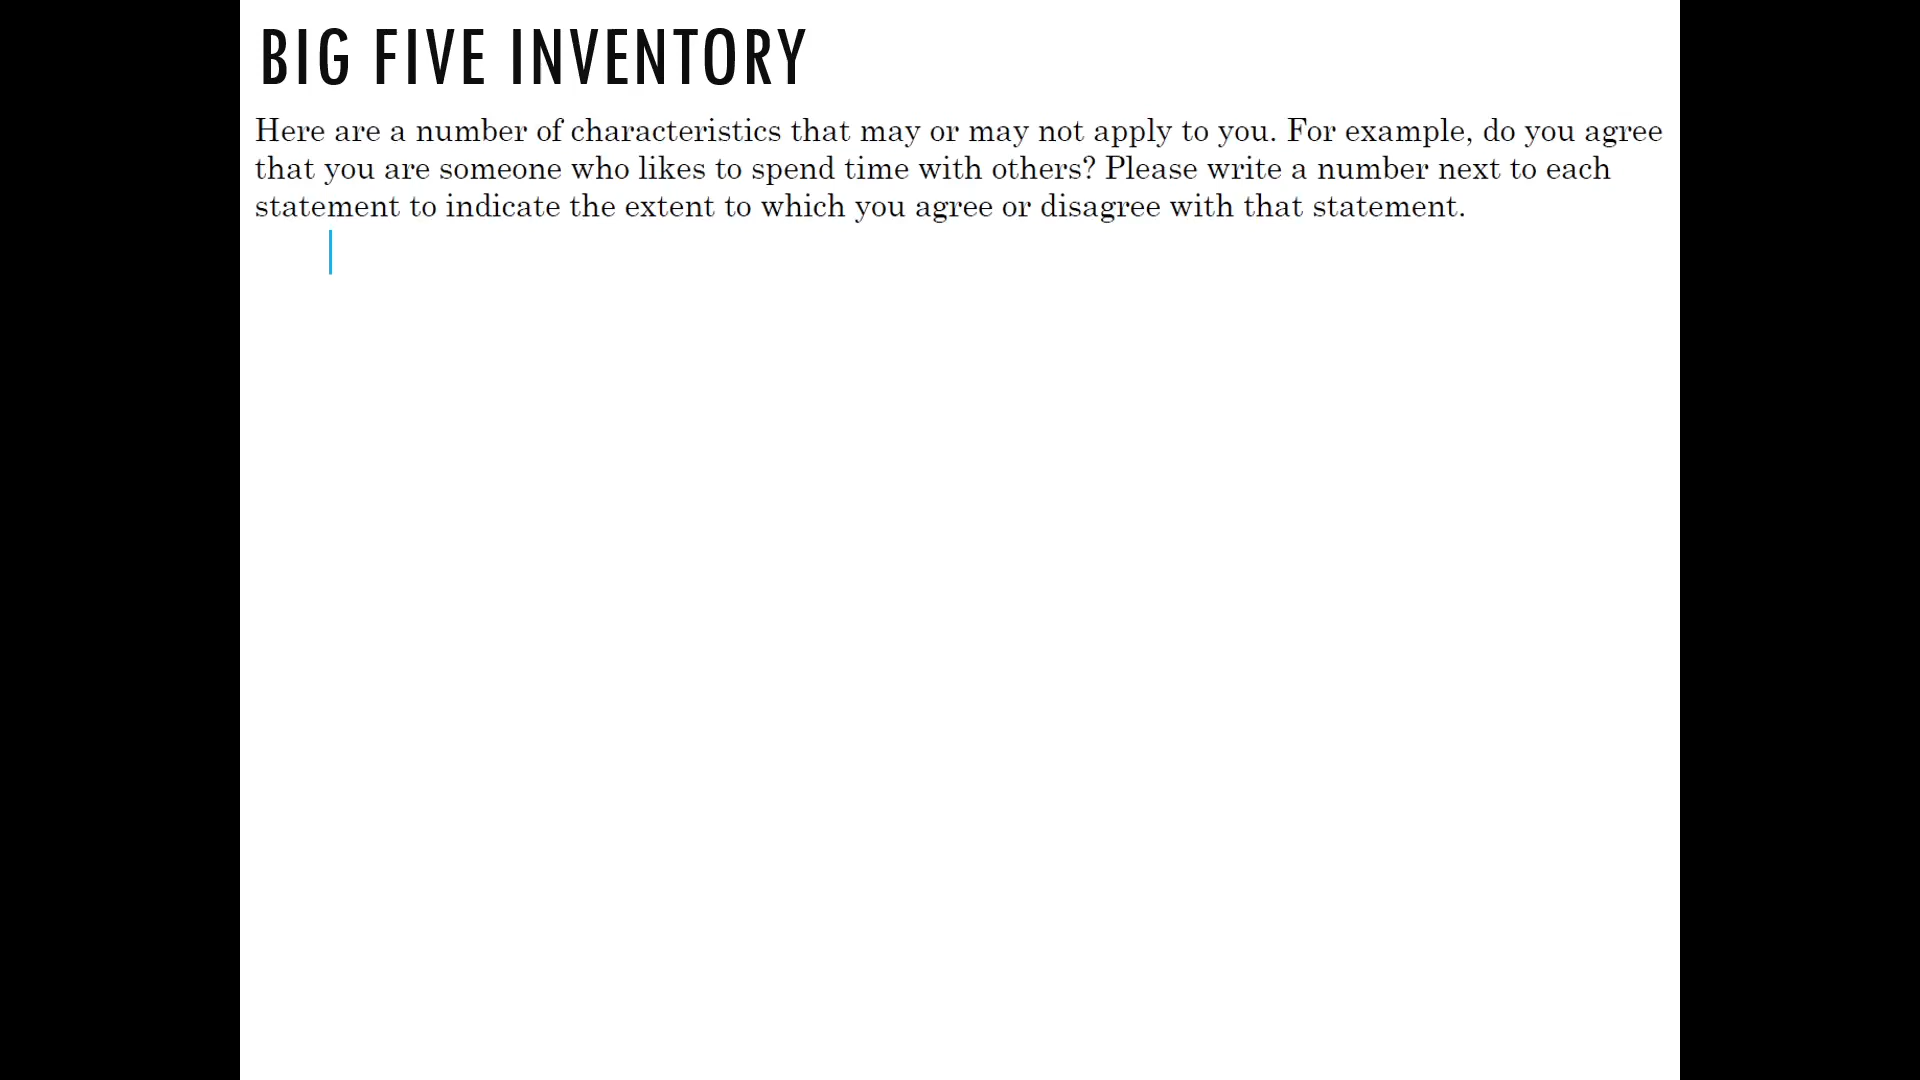 BIG FIVE INVENTORY
Here are a number of characteristics that may or may not apply to you. For example, do you agree
that you are someone who likes to spend time with others? Please write a number next to each
statement to indicate the extent to which you agree or disagree with that statement.